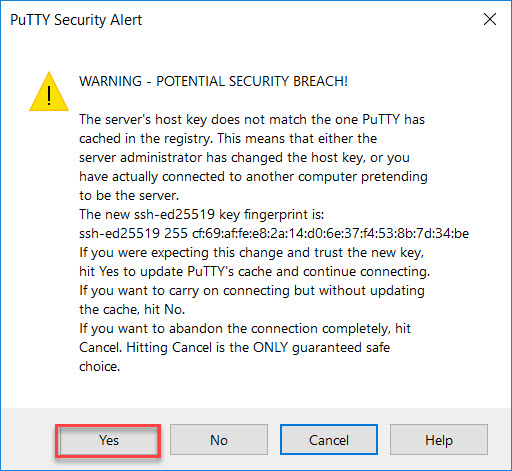 PuTTY Security Alert
WARNING - POTENTIAL SECURITY BREACH!
The server's host key does not match the one PuTTY has
cached in the registry. This means that either the
server administrator has changed the host key, or you
have actually connected to another computer pretending
to be the server.
The new ssh-ed25519 key fingerprint is:
ssh-ed25519 255 cf:69:af:fe:e8:2a:14:d0:6e:37:f4:53:8b:7d:34:be
If you were expecting this change and trust the new key,
hit Yes to update PuTTY's cache and continue connecting.
If you want to carry on connecting but without updating
the cache, hit No.
If you want to abandon the connection completely, hit
Cancel. Hitting Cancel is the ONLY guaranteed safe
choice.
Yes No Cancel Help